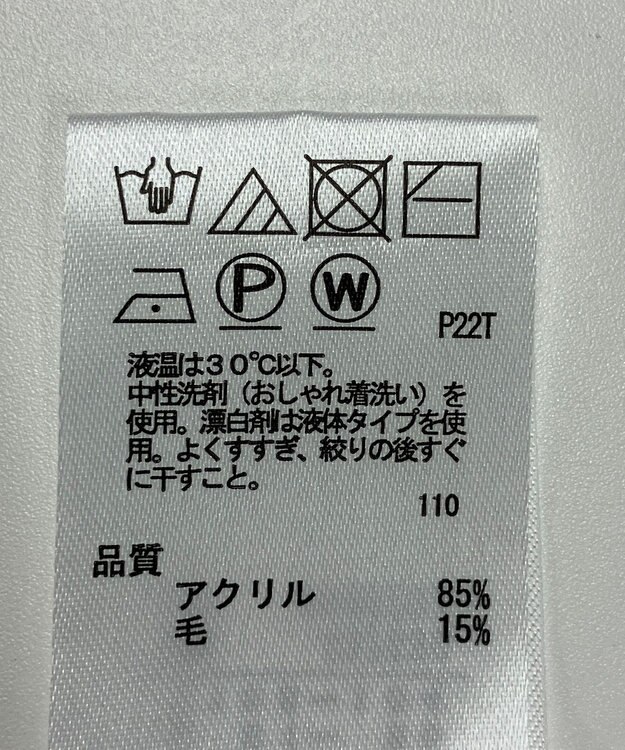 P W P22T
液温は30℃以下。
中性洗剤（おしゃれ着洗い）を
使用。漂白剤は液体タイプを使
用。よくすすぎ、絞りの後すぐ
に干すこと。
110
品質
アクリル 85%
毛 15%